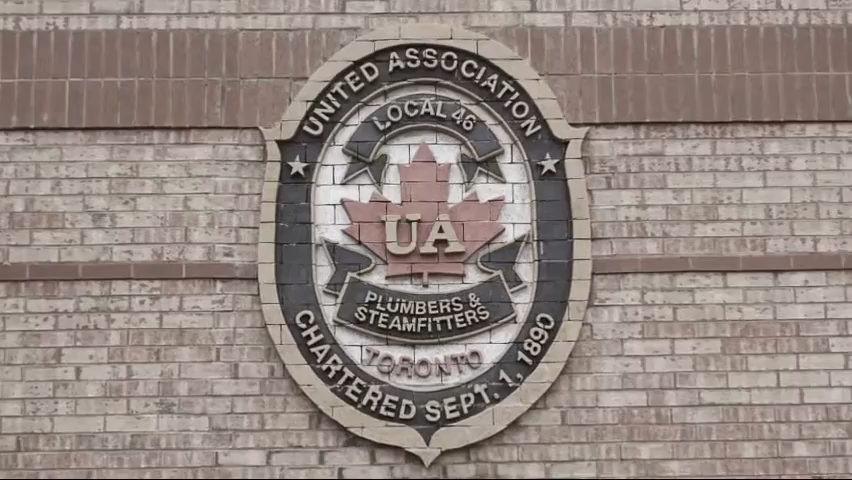 UNITED ASSOCIATION
LOCAL 46
UA
PLUMBERS &
STEAMFITTERS
TORONTO
CHARTERED SEPT. 1, 1890